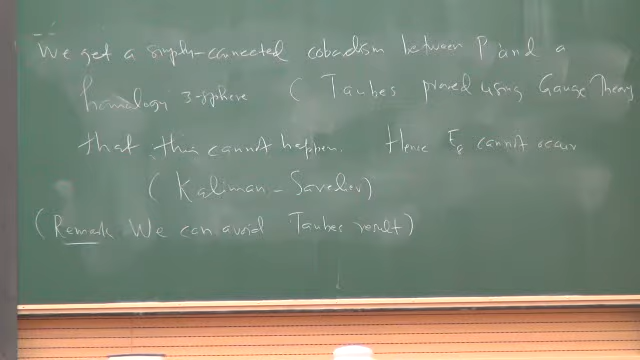 We get a simply-connected cobordism between P and a
homology 3-sphere ( Taubes proved using Gauge Theory
that this cannot happen. Hence E8 cannot occur
(Kaliman-Saveliev)
(Remark We can avoid Taubes result)